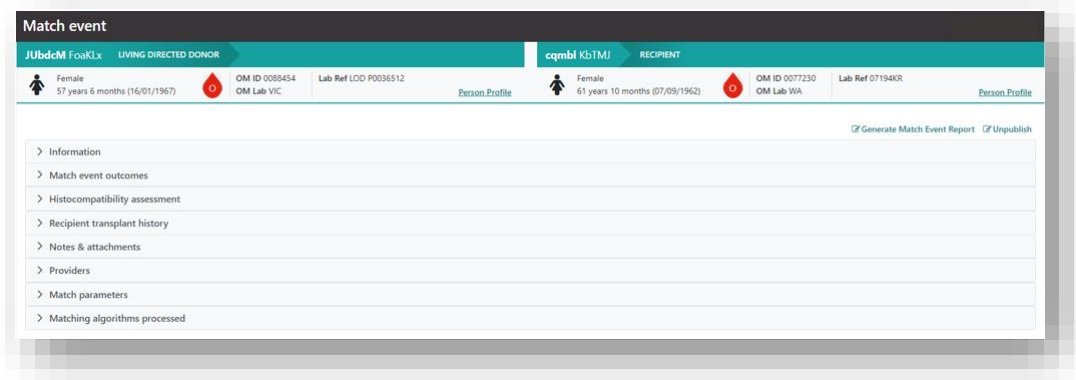 Match event
JUbdcM FoaKLx LIVING DIRECTED DONOR
cqmbl KbTMJ RECIPIENT
Female
57 years 6 months (16/01/1967)
O
OM ID 0088454
OM Lab VIC
Lab Ref LOD P0036512
Person Profile
Female
61 years 10 months (07/09/1962)
O
OM ID 0077230
OM Lab WA
Lab Ref 07194KR
Person Profile
Generate Match Event Report Unpublish
Information
Match event outcomes
Histocompatibility assessment
Recipient transplant history
Notes & attachments
Providers
Match parameters
Matching algorithms processed